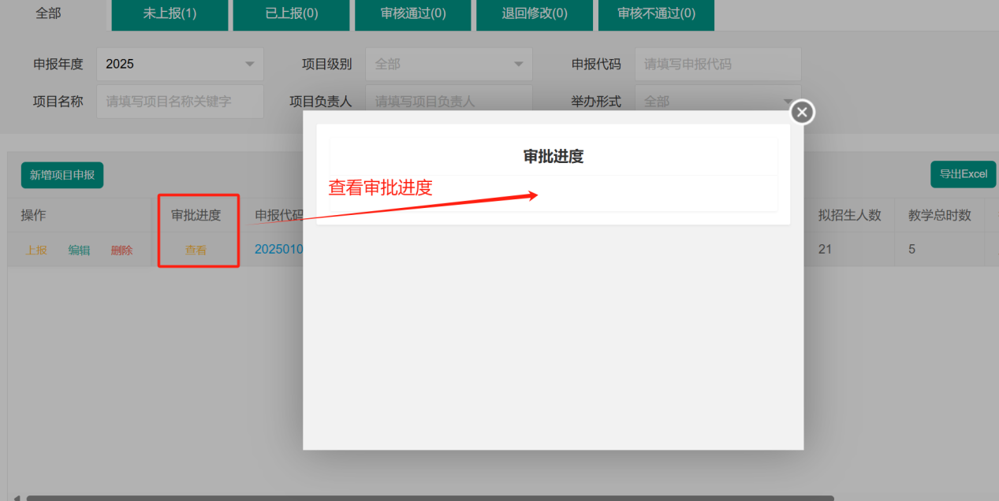 全部 未上报(1) 已上报(0) 审核通过(0) 退回修改(0) 审核不通过(0)
申报年度 2025 项目级别 全部 申报代码 请填写申报代码
项目名称 请填写项目名称关键字 项目负责人 请填写项目负责人 举办形式 全部
审批进度
新增项目申报 导出Excel
查看审批进度
操作 审批进度 申报代码 拟招生人数 教学总时数
上报 编辑 删除 查看 2025010 21 5